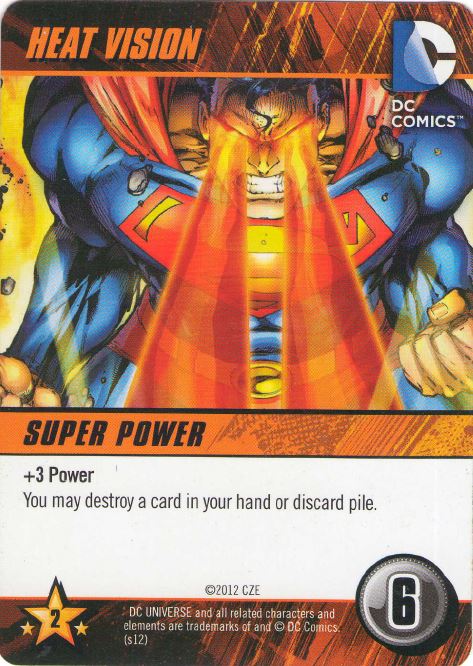 HEAT VISION
DC
COMICS™
S
SUPER POWER
+3 Power
You may destroy a card in your hand or discard pile.
©2012 CZE
2
DC UNIVERSE and all related characters and
elements are trademarks of and © DC Comics.
(s12)
6